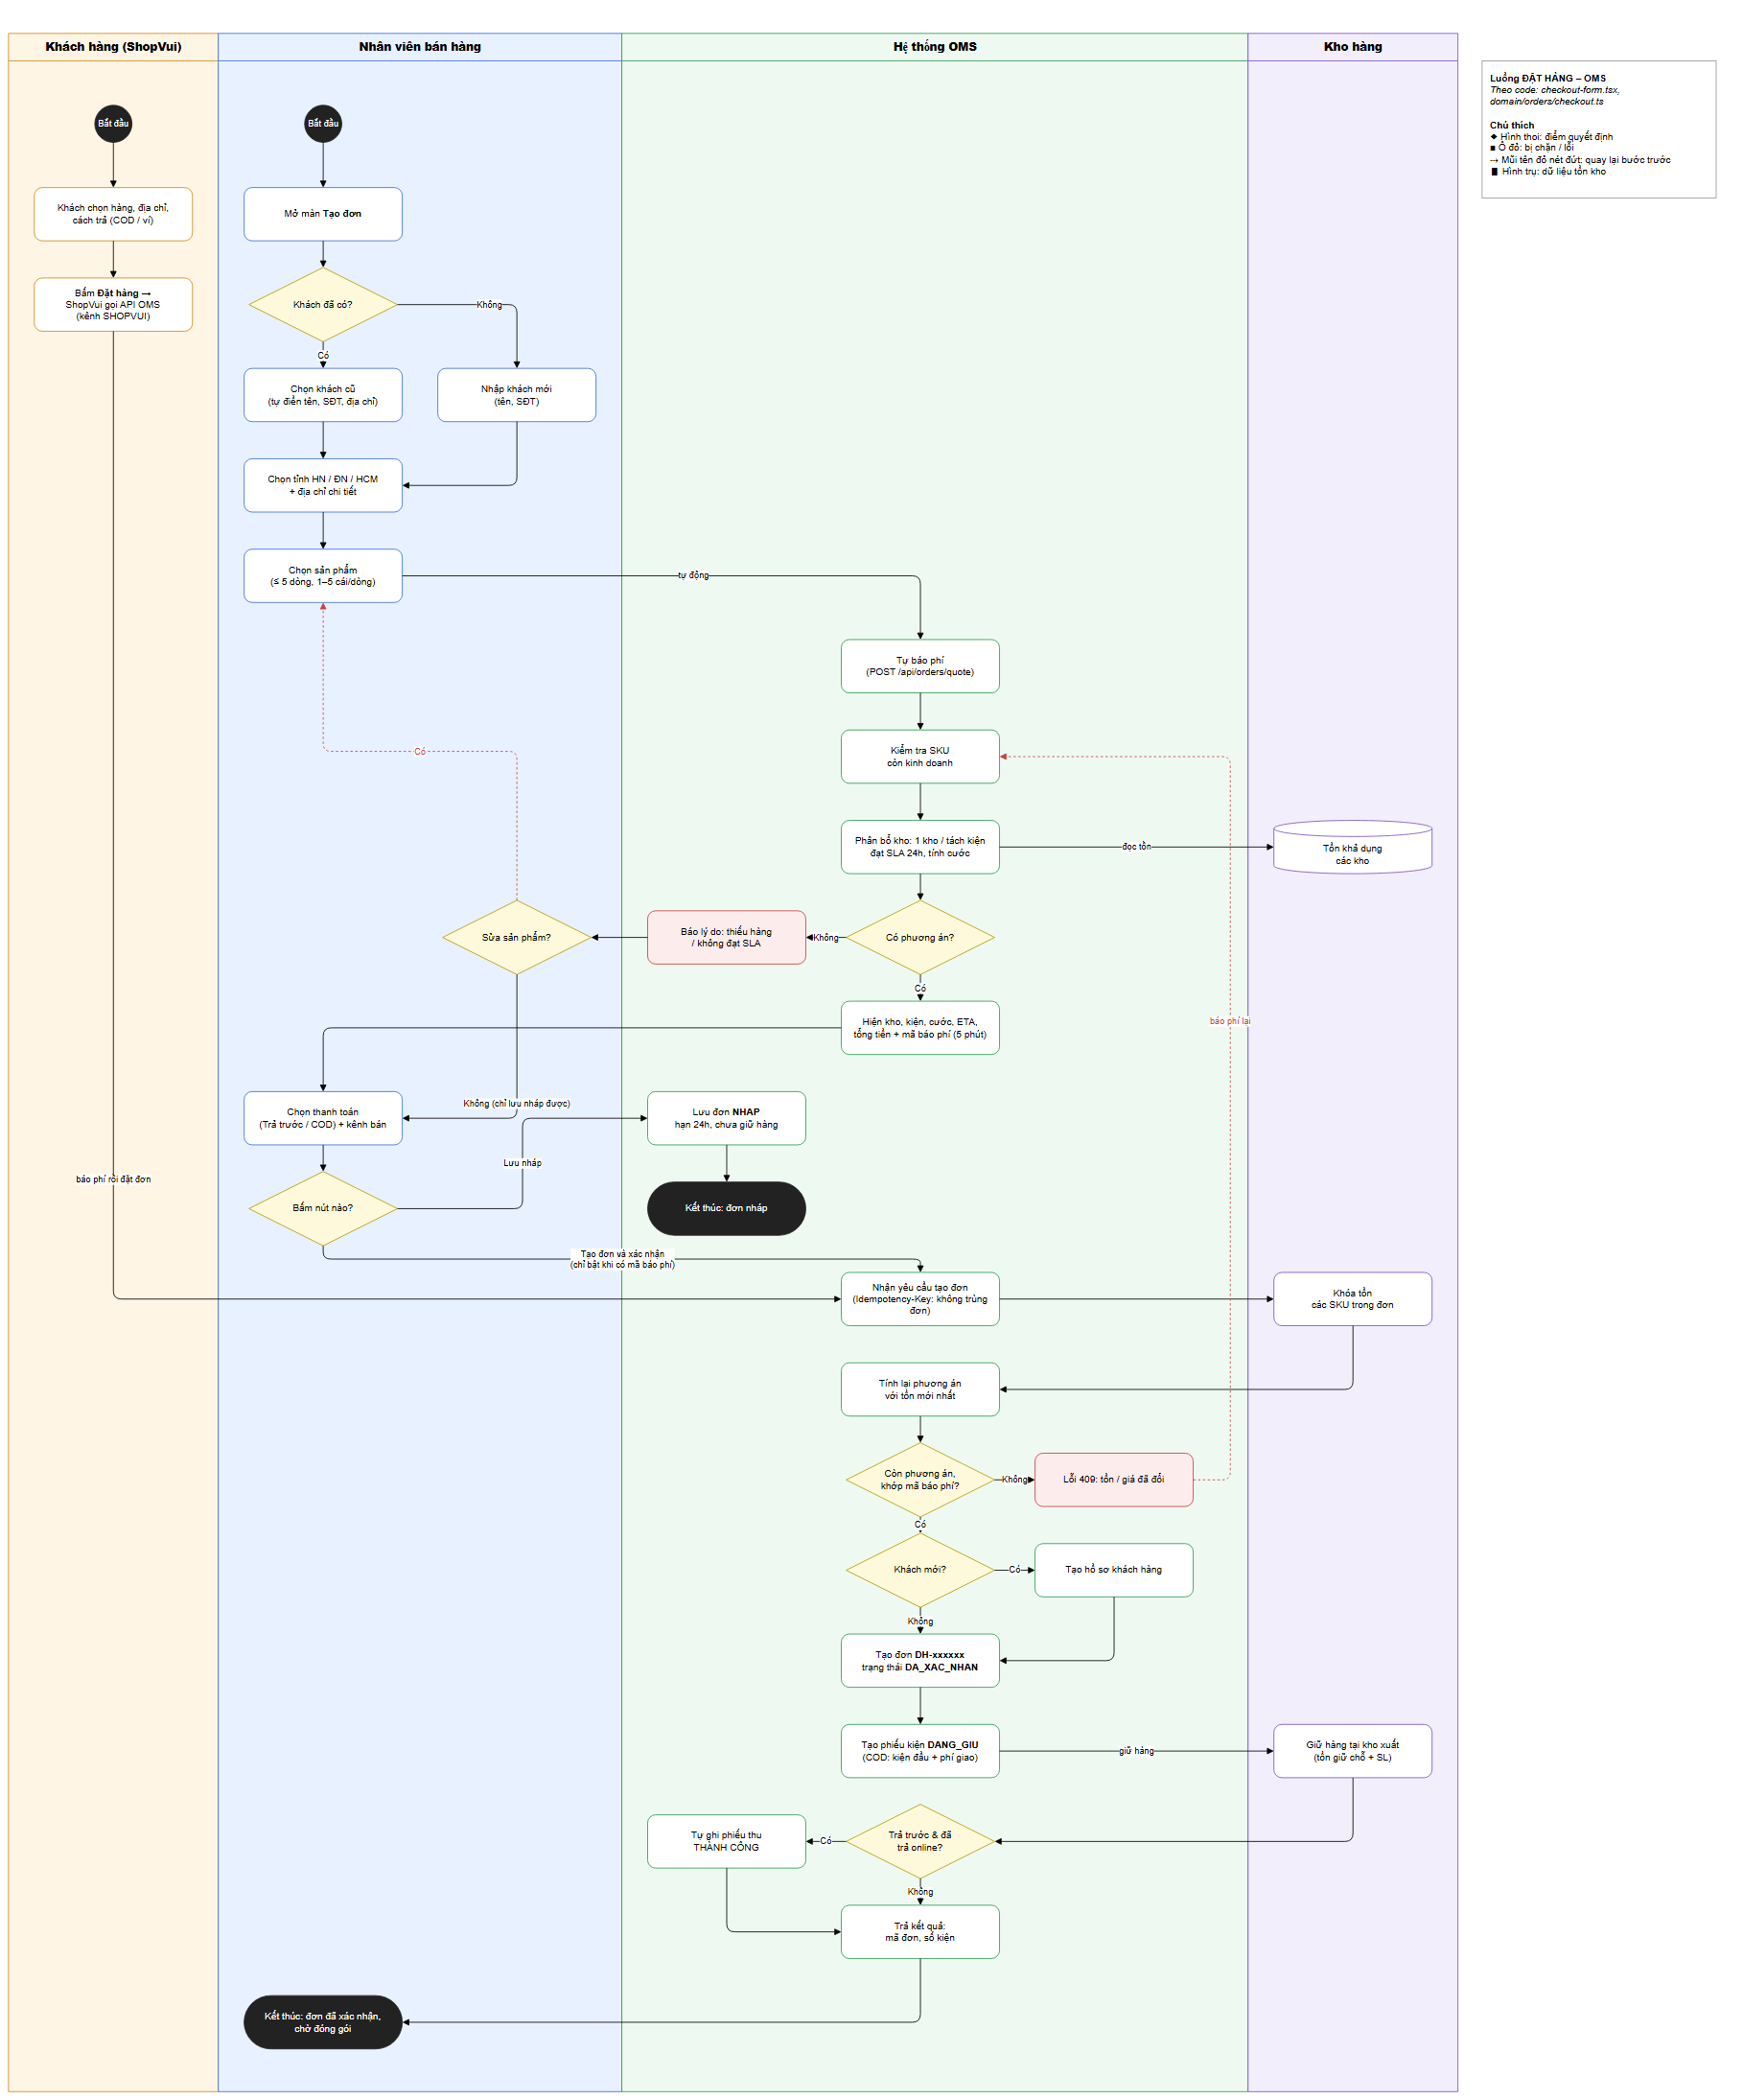 Khách hàng (ShopVui)
Nhân viên bán hàng
Hệ thống OMS
Kho hàng
Luồng ĐẶT HÀNG – OMS
Theo code: checkout-form.tsx,
domain/orders/checkout.ts
Chú thích
◆ Hình thoi: điểm quyết định
■ Ô đỏ: bị chặn / lỗi
→ Mũi tên đỏ nét đứt: quay lại bước trước
▮ Hình trụ: dữ liệu tồn kho
Bắt đầu
Bắt đầu
Khách chọn hàng, địa chỉ,
cách trả (COD / ví)
Mở màn Tạo đơn
Bấm Đặt hàng →
ShopVui gọi API OMS
(kênh SHOPVUI)
Khách đã có?
Không
Có
Chọn khách cũ
(tự điền tên, SĐT, địa chỉ)
Nhập khách mới
(tên, SĐT)
Chọn tỉnh HN / ĐN / HCM
+ địa chỉ chi tiết
Chọn sản phẩm
(≤ 5 dòng, 1–5 cái/dòng)
tự động
Tự báo phí
(POST /api/orders/quote)
Có
Kiểm tra SKU
còn kinh doanh
Phân bổ kho: 1 kho / tách kiện
đạt SLA 24h, tính cước
đọc tồn
Tồn khả dụng
các kho
Sửa sản phẩm?
Báo lý do: thiếu hàng
/ không đạt SLA
Không
Có phương án?
Có
Hiện kho, kiện, cước, ETA,
tổng tiền + mã báo phí (5 phút)
báo phí lại
Chọn thanh toán
(Trả trước / COD) + kênh bán
Không (chỉ lưu nháp được)
Lưu đơn NHAP
hạn 24h, chưa giữ hàng
Lưu nháp
báo phí rồi đặt đơn
Bấm nút nào?
Kết thúc: đơn nháp
Tạo đơn và xác nhận
(chỉ bật khi có mã báo phí)
Nhận yêu cầu tạo đơn
(Idempotency-Key: không trùng
đơn)
Khóa tồn
các SKU trong đơn
Tính lại phương án
với tồn mới nhất
Còn phương án,
khớp mã báo phí?
Không
Lỗi 409: tồn / giá đã đổi
Có
Khách mới?
Có
Tạo hồ sơ khách hàng
Không
Tạo đơn DH-xxxxxx
trạng thái DA_XAC_NHAN
Tạo phiếu kiện DANG_GIU
(COD: kiện đầu + phí giao)
giữ hàng
Giữ hàng tại kho xuất
(tồn giữ chỗ + SL)
Tự ghi phiếu thu
THÀNH CÔNG
Có
Trả trước & đã
trả online?
Không
Trả kết quả:
mã đơn, số kiện
Kết thúc: đơn đã xác nhận,
chờ đóng gói